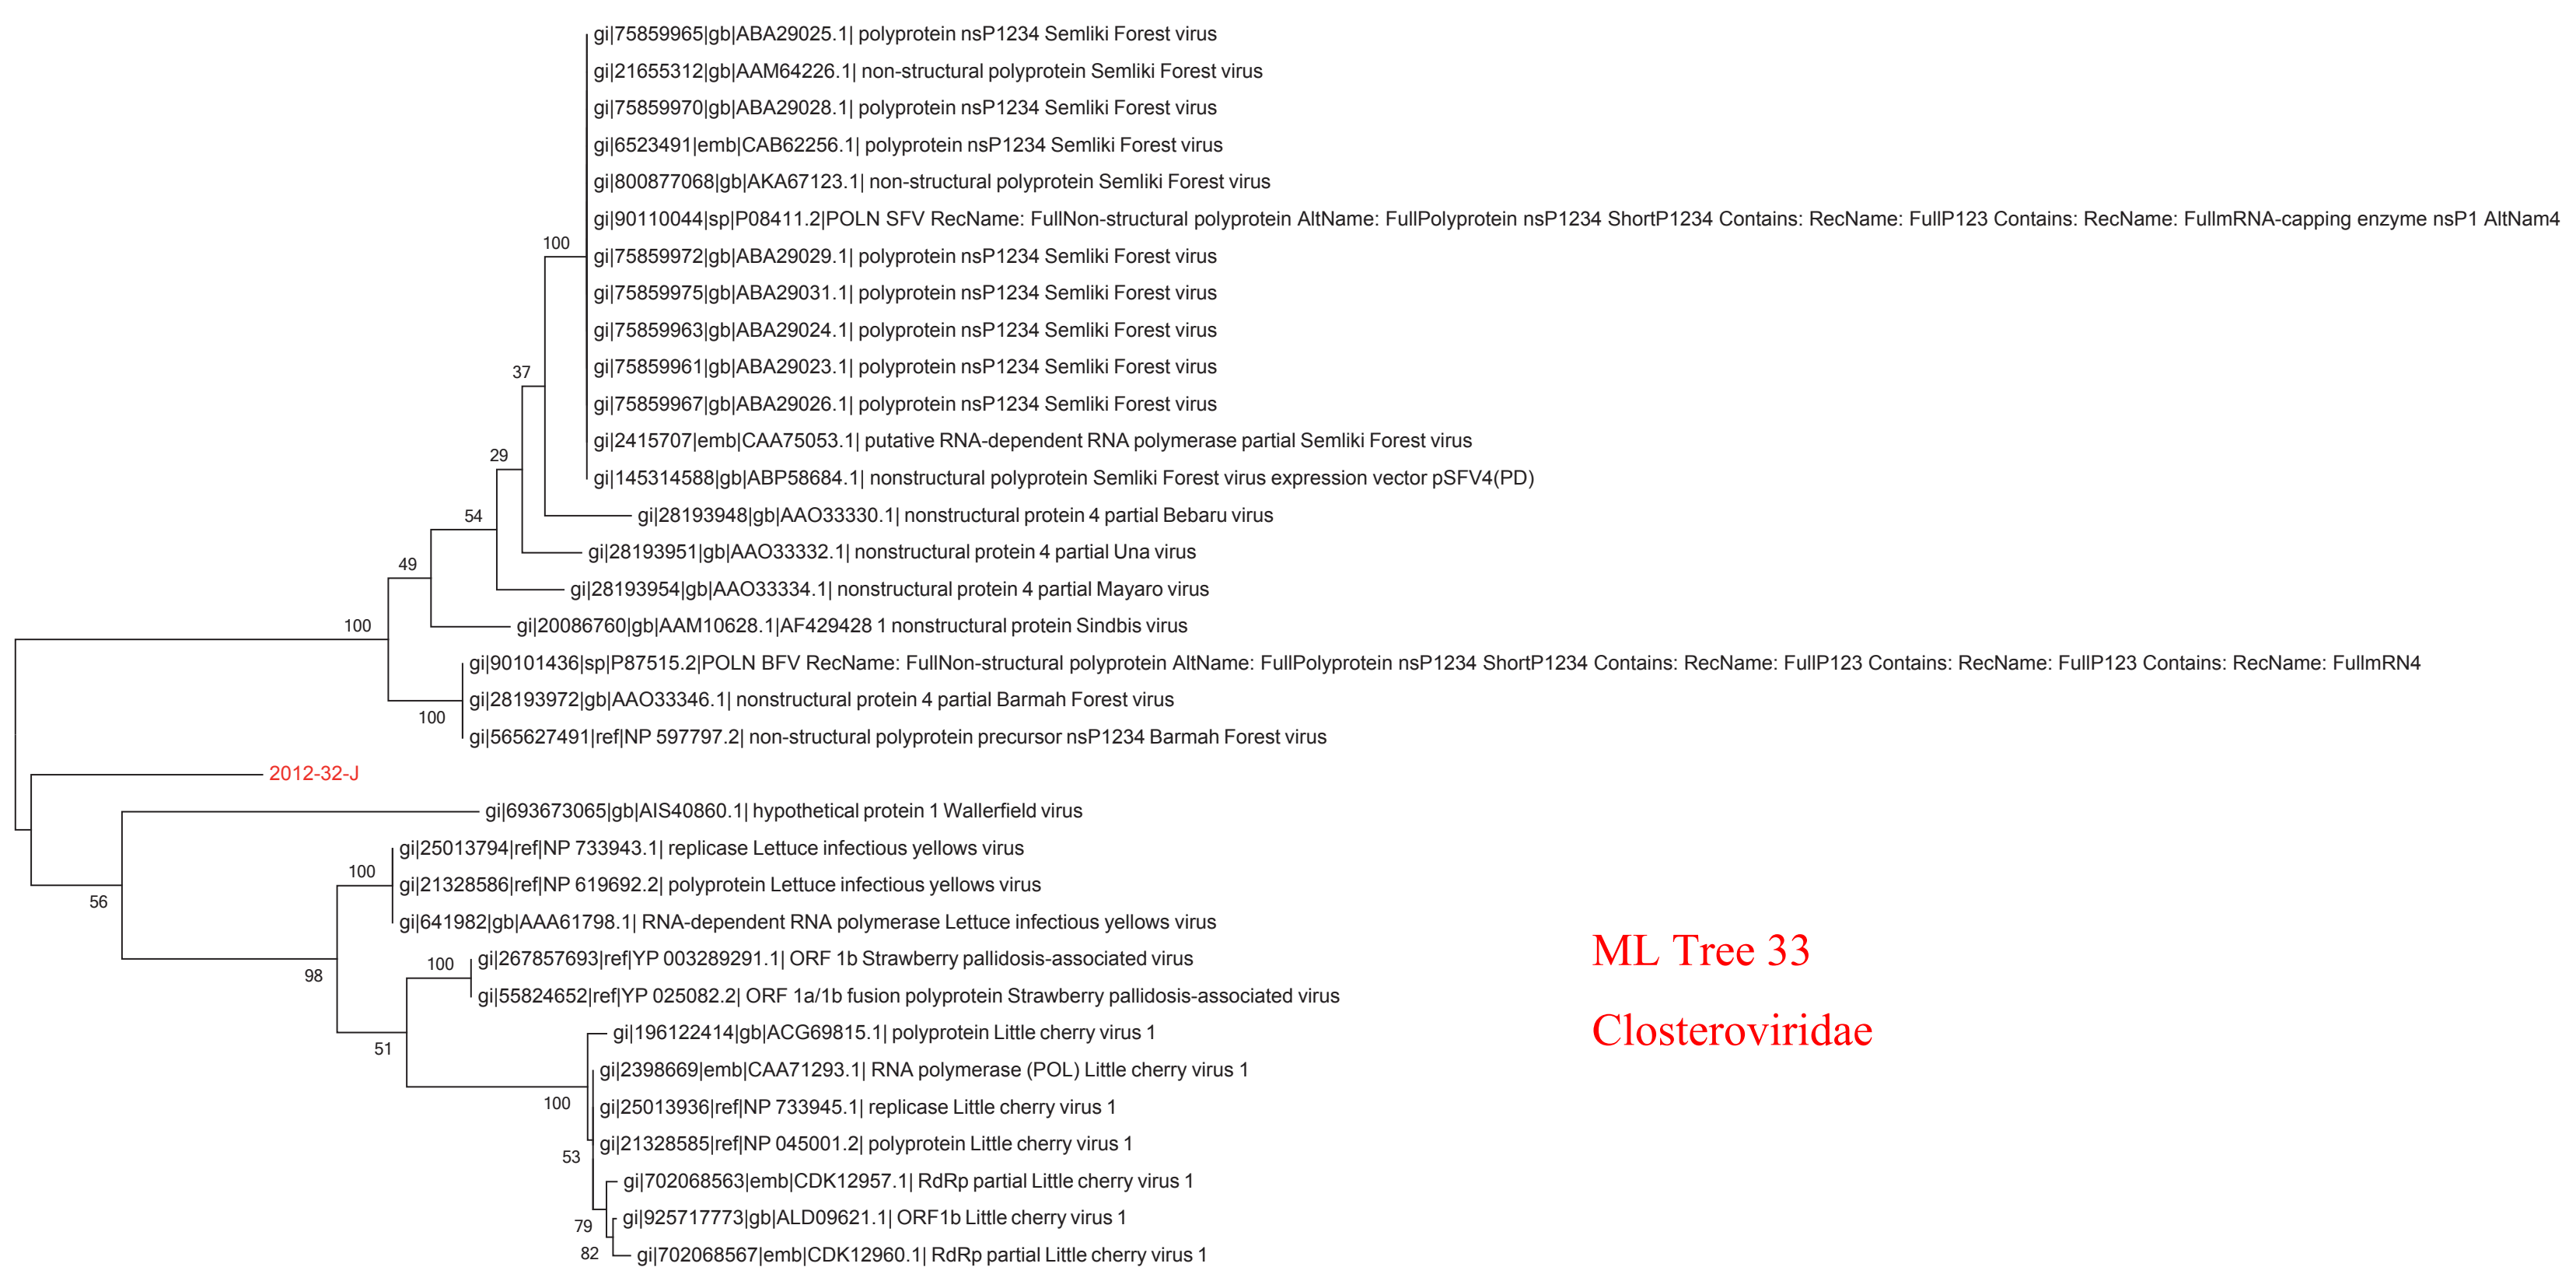 gi|75859965|gb|ABA29025.1| polyprotein nsP1234 Semliki Forest virus
gi|21655312|gb|AAM64226.1| non-structural polyprotein Semliki Forest virus
gi|75859970|gb|ABA29028.1| polyprotein nsP1234 Semliki Forest virus
gi|6523491|emb|CAB62256.1| polyprotein nsP1234 Semliki Forest virus
gi|800877068|gb|AKA67123.1| non-structural polyprotein Semliki Forest virus
gi|90110044|sp|P08411.2|POLN SFV RecName: FullNon-structural polyprotein AltName: FullPolyprotein nsP1234 ShortP1234 Contains: RecName: FullP123 Contains: RecName: FullmRNA-capping enzyme nsP1 AltNam4
100
gi|75859972|gb|ABA29029.1| polyprotein nsP1234 Semliki Forest virus
gi|75859975|gb|ABA29031.1| polyprotein nsP1234 Semliki Forest virus
gi|75859963|gb|ABA29024.1| polyprotein nsP1234 Semliki Forest virus
37
gi|75859961|gb|ABA29023.1| polyprotein nsP1234 Semliki Forest virus
gi|75859967|gb|ABA29026.1| polyprotein nsP1234 Semliki Forest virus
gi|2415707|emb|CAA75053.1| putative RNA-dependent RNA polymerase partial Semliki Forest virus
29
gi|145314588|gb|ABP58684.1| nonstructural polyprotein Semliki Forest virus expression vector pSFV4(PD)
54
gi|28193948|gb|AAO33330.1| nonstructural protein 4 partial Bebaru virus
gi|28193951|gb|AAO33332.1| nonstructural protein 4 partial Una virus
49
gi|28193954|gb|AAO33334.1| nonstructural protein 4 partial Mayaro virus
100
gi|20086760|gb|AAM10628.1|AF429428 1 nonstructural protein Sindbis virus
gi|90101436|sp|P87515.2|POLN BFV RecName: FullNon-structural polyprotein AltName: FullPolyprotein nsP1234 ShortP1234 Contains: RecName: FullP123 Contains: RecName: FullP123 Contains: RecName: FullmRN4
gi|28193972|gb|AAO33346.1| nonstructural protein 4 partial Barmah Forest virus
100
gi|565627491|ref|NP 597797.2| non-structural polyprotein precursor nsP1234 Barmah Forest virus
2012-32-J
gi|693673065|gb|AIS40860.1| hypothetical protein 1 Wallerfield virus
gi|25013794|ref|NP 733943.1| replicase Lettuce infectious yellows virus
100
gi|21328586|ref|NP 619692.2| polyprotein Lettuce infectious yellows virus
56
gi|641982|gb|AAA61798.1| RNA-dependent RNA polymerase Lettuce infectious yellows virus
ML Tree 33
gi|267857693|ref|YP 003289291.1| ORF 1b Strawberry pallidosis-associated virus
100
98
gi|55824652|ref|YP 025082.2| ORF 1a/1b fusion polyprotein Strawberry pallidosis-associated virus
Closteroviridae
gi|196122414|gb|ACG69815.1| polyprotein Little cherry virus 1
51
gi|2398669|emb|CAA71293.1| RNA polymerase (POL) Little cherry virus 1
100
gi|25013936|ref|NP 733945.1| replicase Little cherry virus 1
gi|21328585|ref|NP 045001.2| polyprotein Little cherry virus 1
53
gi|702068563|emb|CDK12957.1| RdRp partial Little cherry virus 1
79
gi|925717773|gb|ALD09621.1| ORF1b Little cherry virus 1
82
gi|702068567|emb|CDK12960.1| RdRp partial Little cherry virus 1